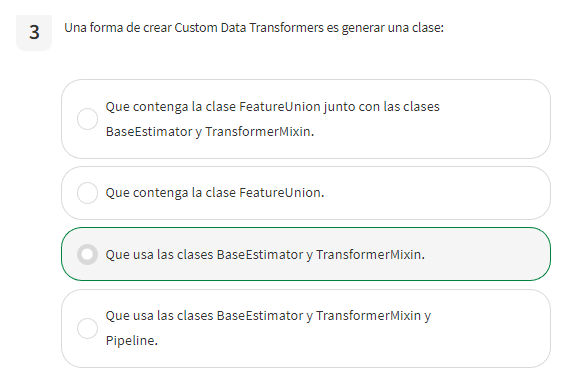 3
Una forma de crear Custom Data Transformers es generar una clase:
Que contenga la clase FeatureUnion junto con las clases
BaseEstimator y TransformerMixin.
Que contenga la clase FeatureUnion.
Que usa las clases BaseEstimator y TransformerMixin.
Que usa las clases BaseEstimator y TransformerMixin y
Pipeline.